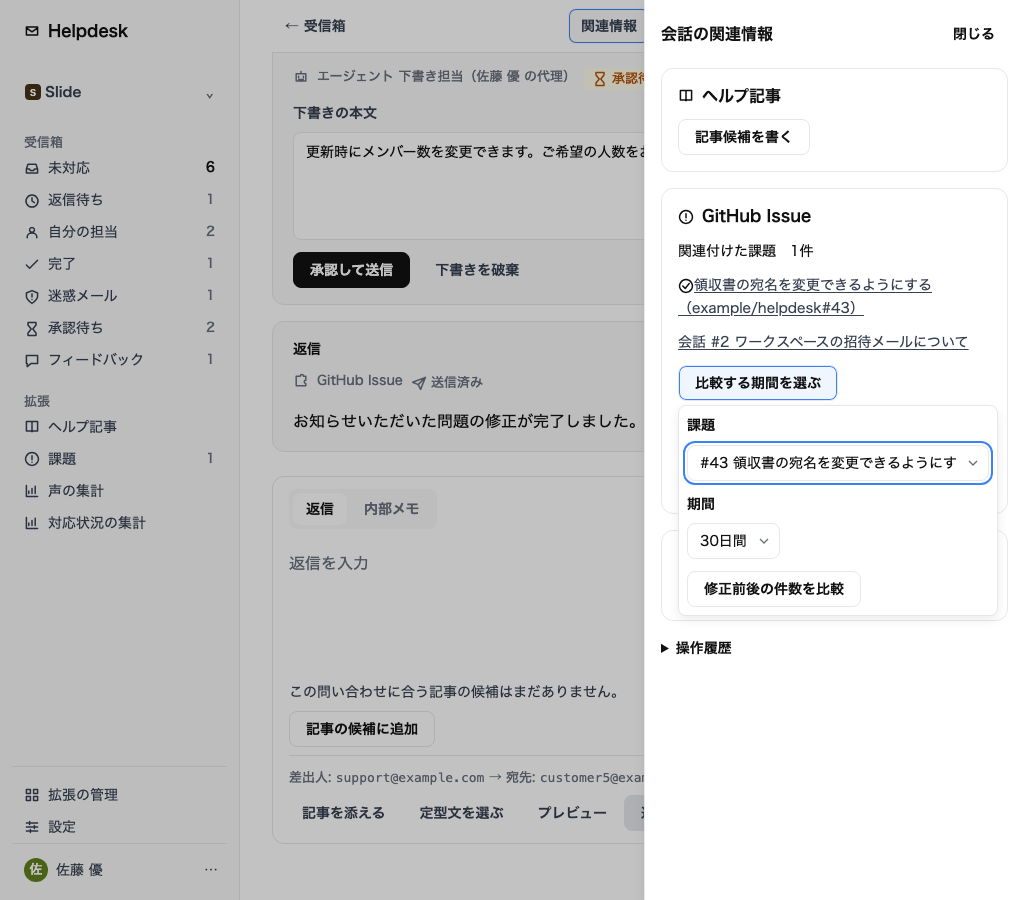 Helpdesk
S Slide
受信箱
未対応 6
返信待ち 1
自分の担当 2
完了 1
迷惑メール 1
承認待ち 2
フィードバック 1
拡張
ヘルプ記事
課題 1
声の集計
対応状況の集計
拡張の管理
設定
佐 佐藤 優 …
← 受信箱
関連情報
エージェント 下書き担当（佐藤 優 の代理）
承認
下書きの本文
更新時にメンバー数を変更できます。ご希望の人数を
承認して送信 下書きを破棄
返信
GitHub Issue 送信済み
お知らせいただいた問題の修正が完了しました。
返信 内部メモ
返信を入力
この問い合わせに合う記事の候補はまだありません。
記事の候補に追加
差出人: support@example.com → 宛先: customer5@exa
記事を添える 定型文を選ぶ プレビュー
会話の関連情報 閉じる
ヘルプ記事
記事候補を書く
GitHub Issue
関連付けた課題 1件
領収書の宛名を変更できるようにする
（example/helpdesk#43）
会話 #2 ワークスペースの招待メールについて
比較する期間を選ぶ
課題
#43 領収書の宛名を変更できるようにす
期間
30日間
修正前後の件数を比較
▶ 操作履歴